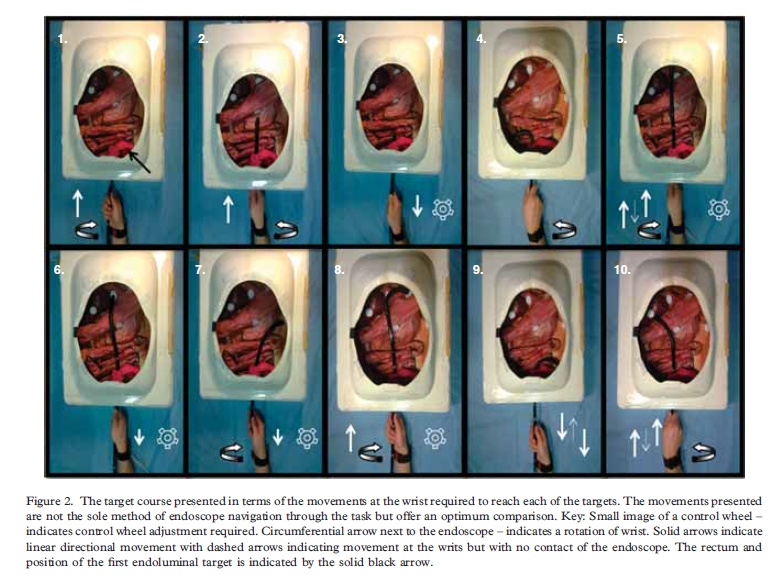 1.
2.
3.
4.
5.
6.
7.
8.
9.
10.
Figure 2. The target course presented in terms of the movements at the wrist required to reach each of the targets. The movements presented
are not the sole method of endoscope navigation through the task but offer an optimum comparison. Key: Small image of a control wheel –
indicates control wheel adjustment required. Circumferential arrow next to the endoscope – indicates a rotation of wrist. Solid arrows indicate
linear directional movement with dashed arrows indicating movement at the writs but with no contact of the endoscope. The rectum and
position of the first endoluminal target is indicated by the solid black arrow.